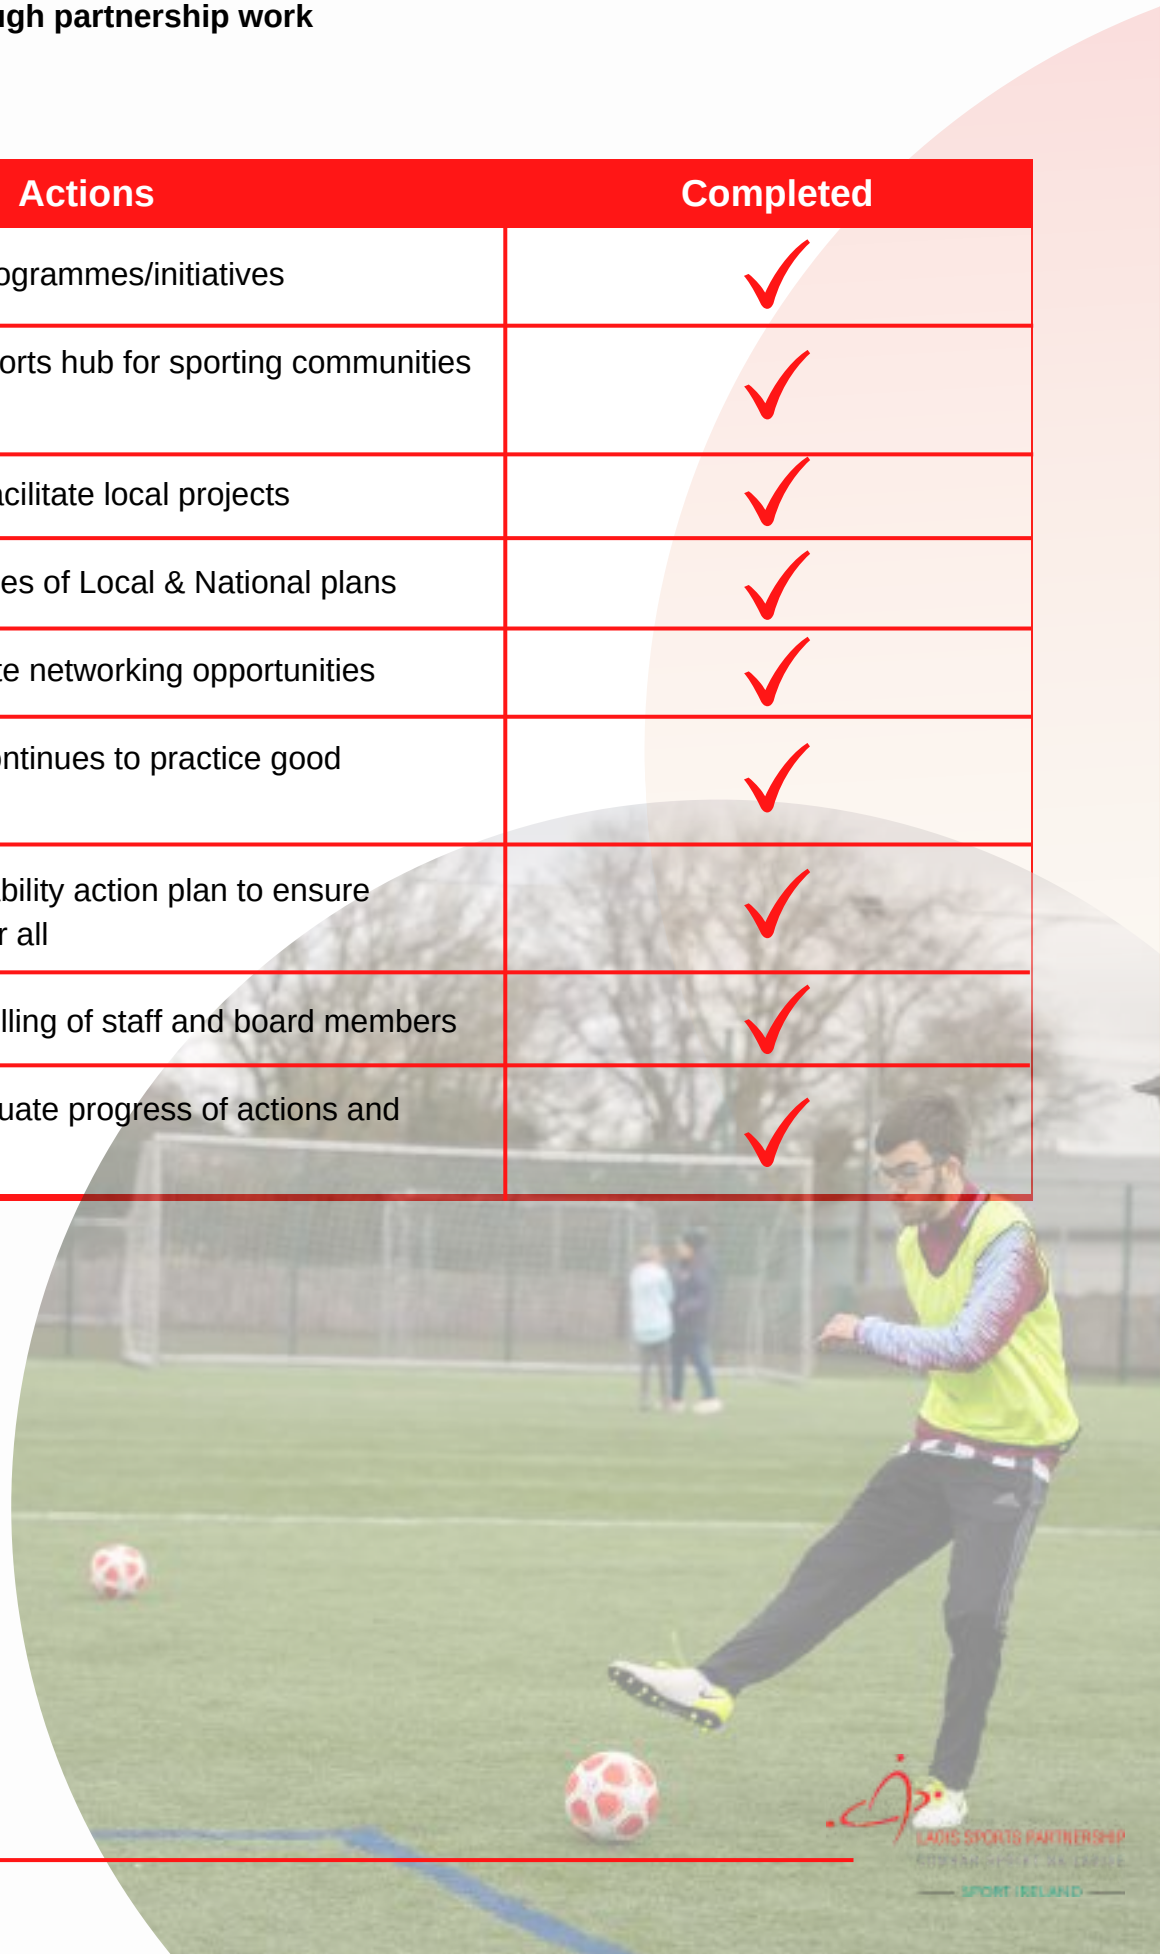 ugh partnership work
Actions
Completed
ogrammes/initiatives
orts hub for sporting communities
acilitate local projects
es of Local & National plans
te networking opportunities
ontinues to practice good
bility action plan to ensure
r all
lling of staff and board members
uate progress of actions and
LAOIS SPORTS PARTNERSHIP
SPORT IRELAND